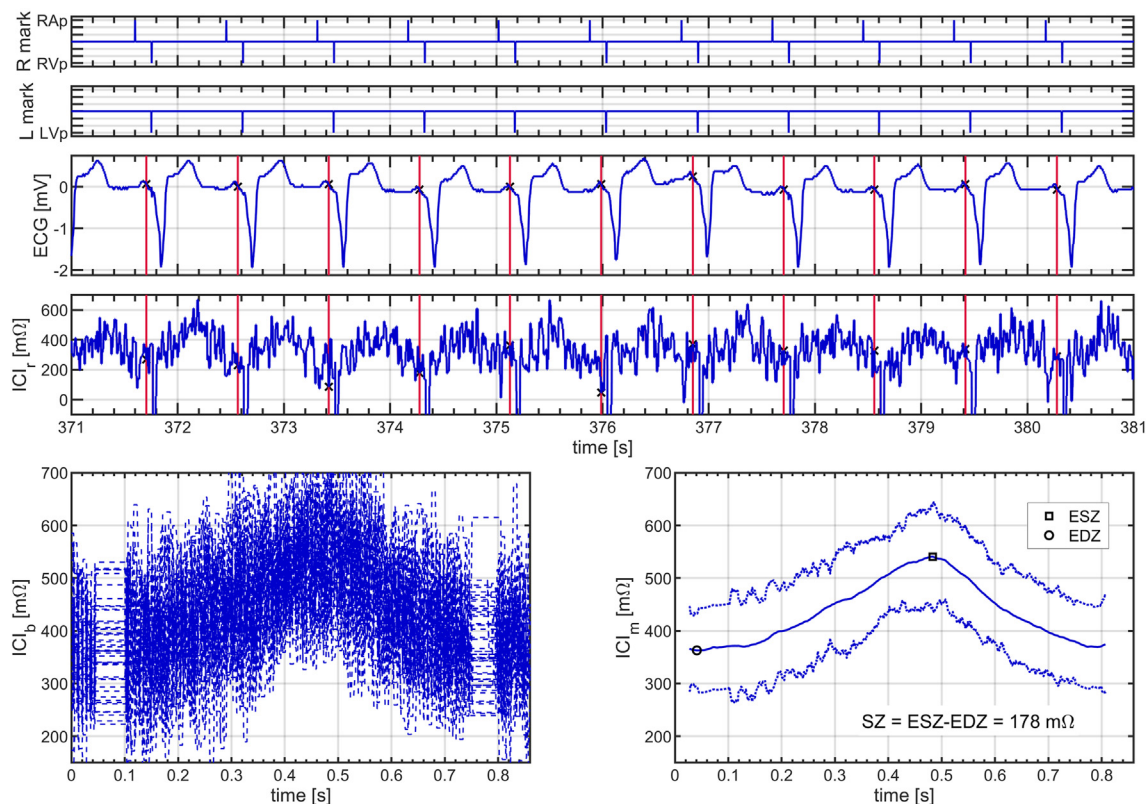 RAp
R mark
RVp
L mark
LVp
ECG [mV]
0
-1
-2
ICI_r [mΩ]
600
400
200
0
371 372 373 374 375 376 377 378 379 380 381
time [s]
ICI_b [mΩ]
700
600
500
400
300
200
0 0.1 0.2 0.3 0.4 0.5 0.6 0.7 0.8
time [s]
ICI_m [mΩ]
700
600
500
400
300
200
ESZ
EDZ
SZ = ESZ-EDZ = 178 mΩ
0 0.1 0.2 0.3 0.4 0.5 0.6 0.7 0.8
time [s]